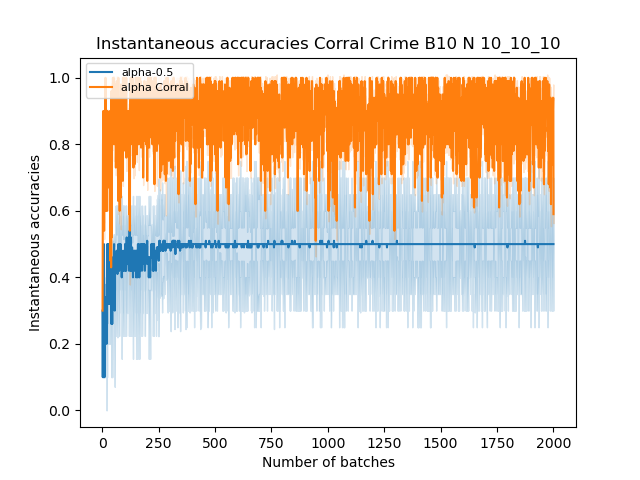 Instantaneous accuracies Corral Crime B10 N 10_10_10
alpha-0.5
alpha Corral
Instantaneous accuracies
1.0
0.8
0.6
0.4
0.2
0.0
0 250 500 750 1000 1250 1500 1750 2000
Number of batches